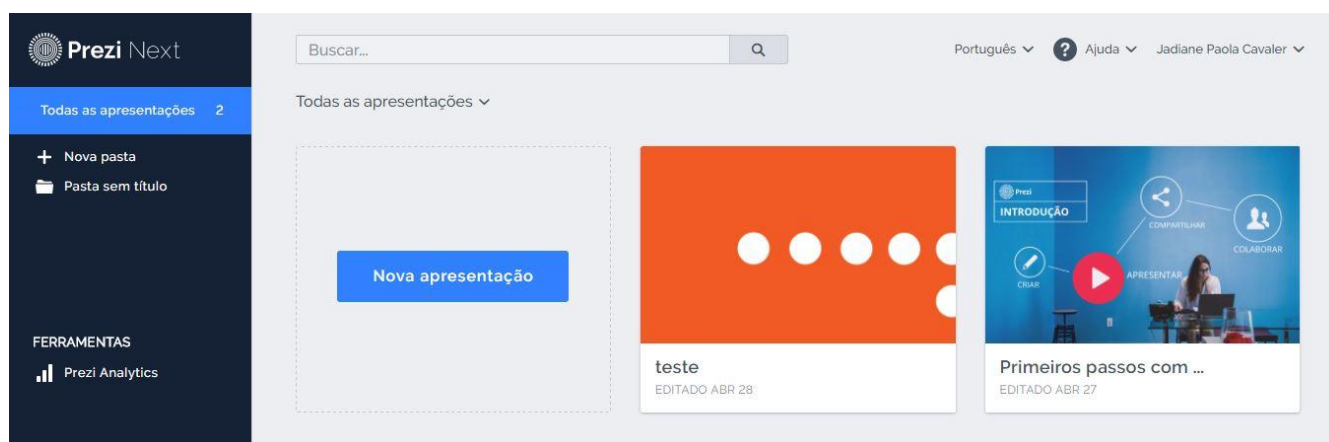 Prezi Next
Buscar...
Português
? Ajuda
Jadiane Paola Cavaler
Todas as apresentações 2
Nova pasta
Pasta sem título
FERRAMENTAS
Prezi Analytics
Todas as apresentações
Nova apresentação
teste
EDITADO ABR 28
Prezi
INTRODUÇÃO
COMPARTILHAR
COLABORAR
CRIAR
APRESENTAR
Primeiros passos com ...
EDITADO ABR 27